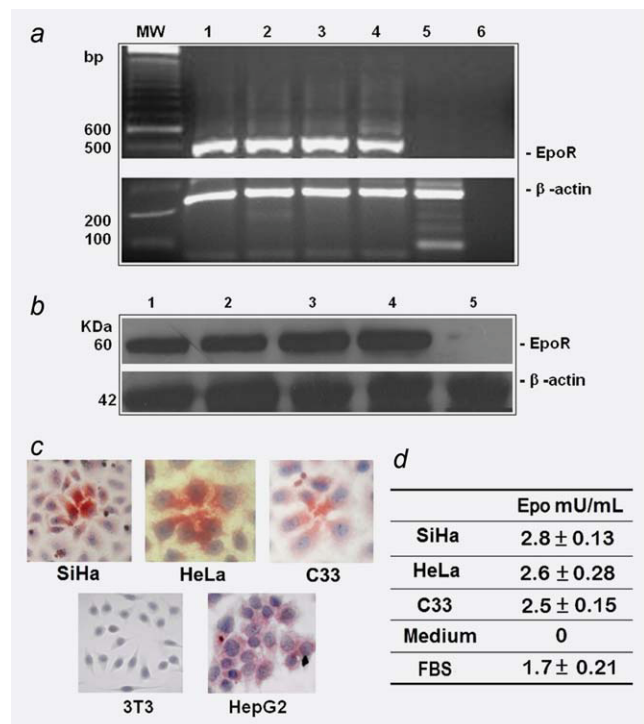 a
MW 1 2 3 4 5 6
bp
600
500
- EpoR
- β -actin
200
100
b
1 2 3 4 5
KDa
60
- EpoR
- β -actin
42
c
SiHa HeLa C33
3T3 HepG2
d
Epo mU/mL
SiHa 2.8 ± 0.13
HeLa 2.6 ± 0.28
C33 2.5 ± 0.15
Medium 0
FBS 1.7 ± 0.21